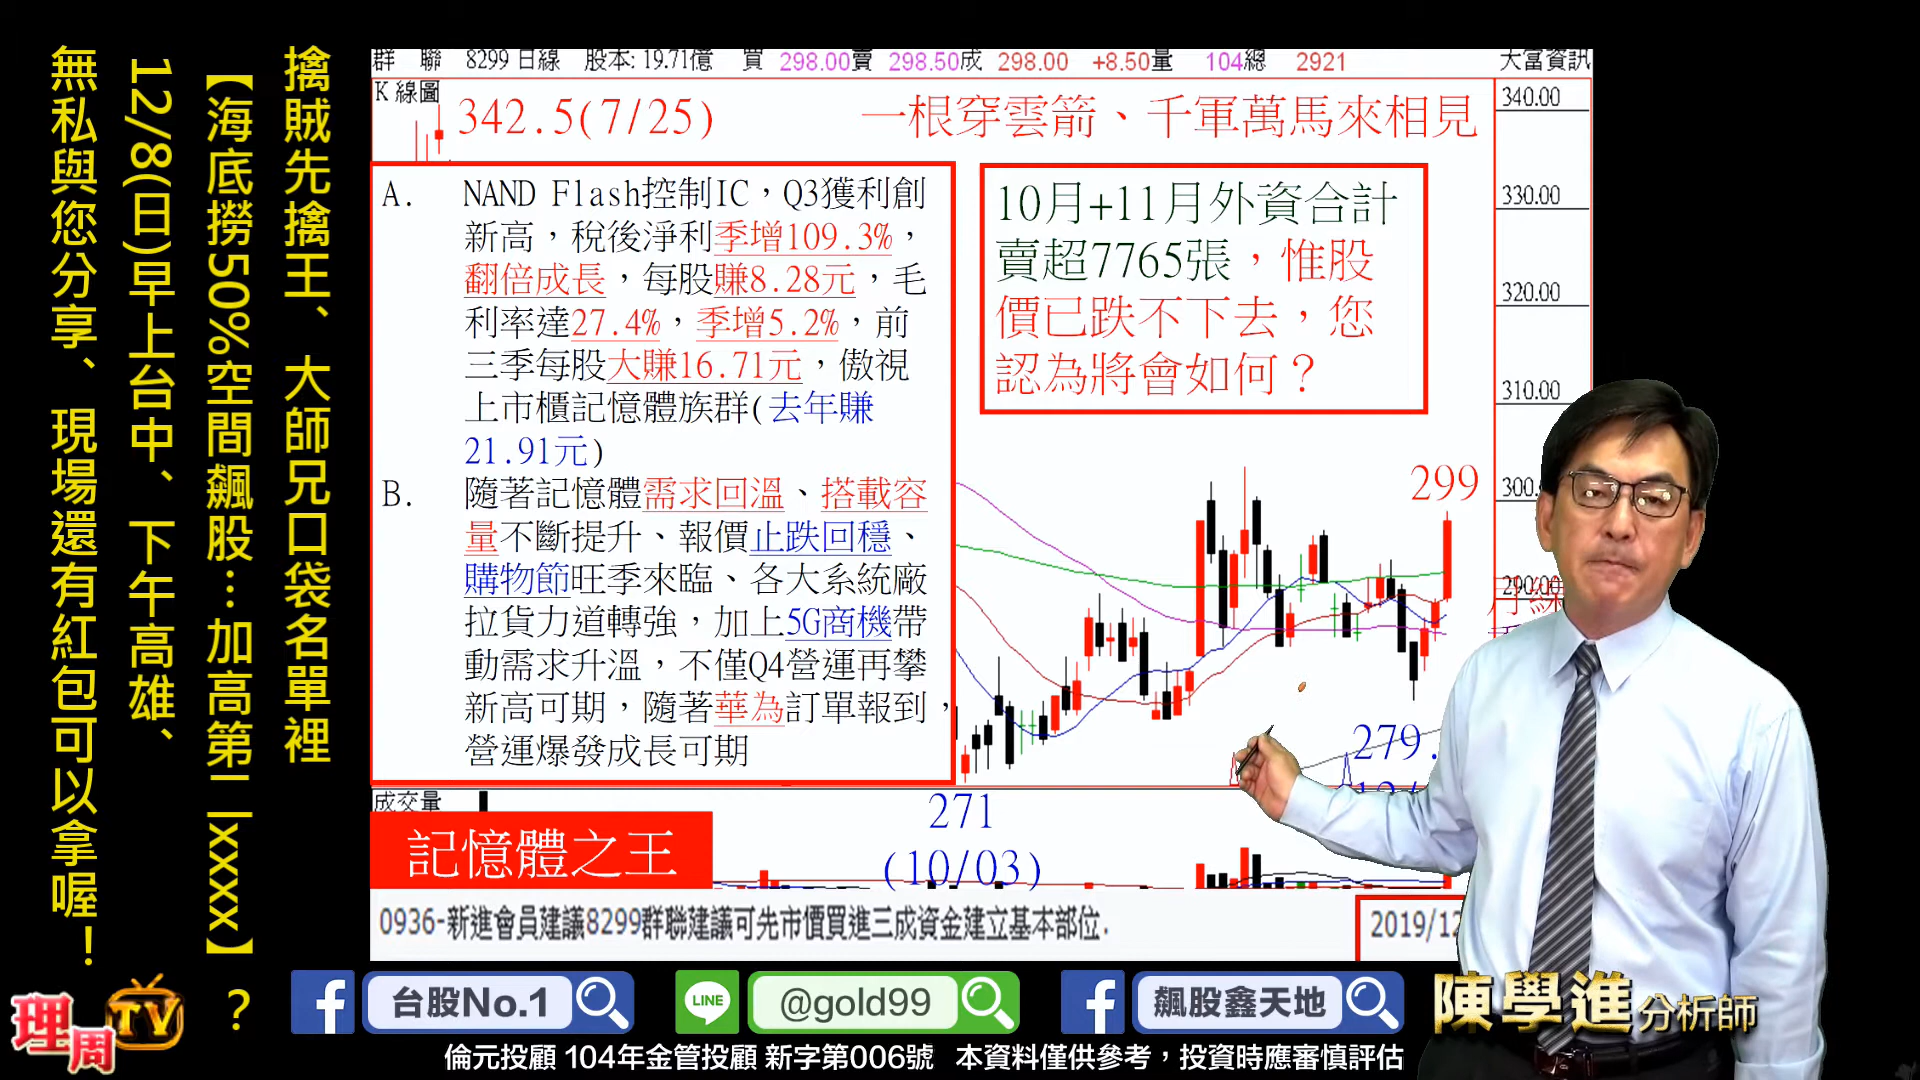 擒賊先擒王、大師兄口袋名單裡
【海底撈50%空間飆股…加高第二 | xxxx】?
12/8(日)早上台中、下午高雄、
無私與您分享、現場還有紅包可以拿喔！
群 聯 8299 日線 股本: 19.71億 買 298.00賣 298.50成 298.00 +8.50量 104總 2921 大富資訊
K 線圖
342.5(7/25)
一根穿雲箭、千軍萬馬來相見
340.00
330.00
320.00
310.00
300.
290.00
A. NAND Flash控制IC，Q3獲利創
新高，稅後淨利季增109.3%，
翻倍成長，每股賺8.28元，毛
利率達27.4%，季增5.2%，前
三季每股大賺16.71元，傲視
上市櫃記憶體族群(去年賺
21.91元)
B. 隨著記憶體需求回溫、搭載容
量不斷提升、報價止跌回穩、
購物節旺季來臨、各大系統廠
拉貨力道轉強，加上5G商機帶
動需求升溫，不僅Q4營運再攀
新高可期，隨著華為訂單報到，
營運爆發成長可期
10月+11月外資合計
賣超7765張，惟股
價已跌不下去，您
認為將會如何？
299
月線
279.
271
(10/03)
成交量
記憶體之王
0936-新進會員建議8299群聯建議可先市價買進三成資金建立基本部位.
2019/12
理周TV
台股No.1
LINE
@gold99
飆股鑫天地
陳學進分析師
倫元投顧 104年金管投顧 新字第006號 本資料僅供參考，投資時應審慎評估